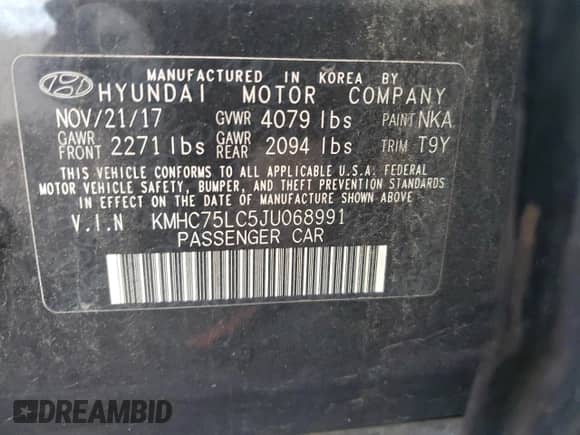 MANUFACTURED IN KOREA BY
HYUNDAI MOTOR COMPANY
NOV/21/17 GVWR 4079 lbs PAINT NKA
GAWR FRONT 2271 lbs GAWR REAR 2094 lbs TRIM T9Y
THIS VEHICLE CONFORMS TO ALL APPLICABLE U.S.A. FEDERAL
MOTOR VEHICLE SAFETY, BUMPER, AND THEFT PREVENTION STANDARDS
IN EFFECT ON THE DATE OF MANUFACTURE SHOWN ABOVE
V.I.N KMHC75LC5JU068991
PASSENGER CAR
DREAMBID